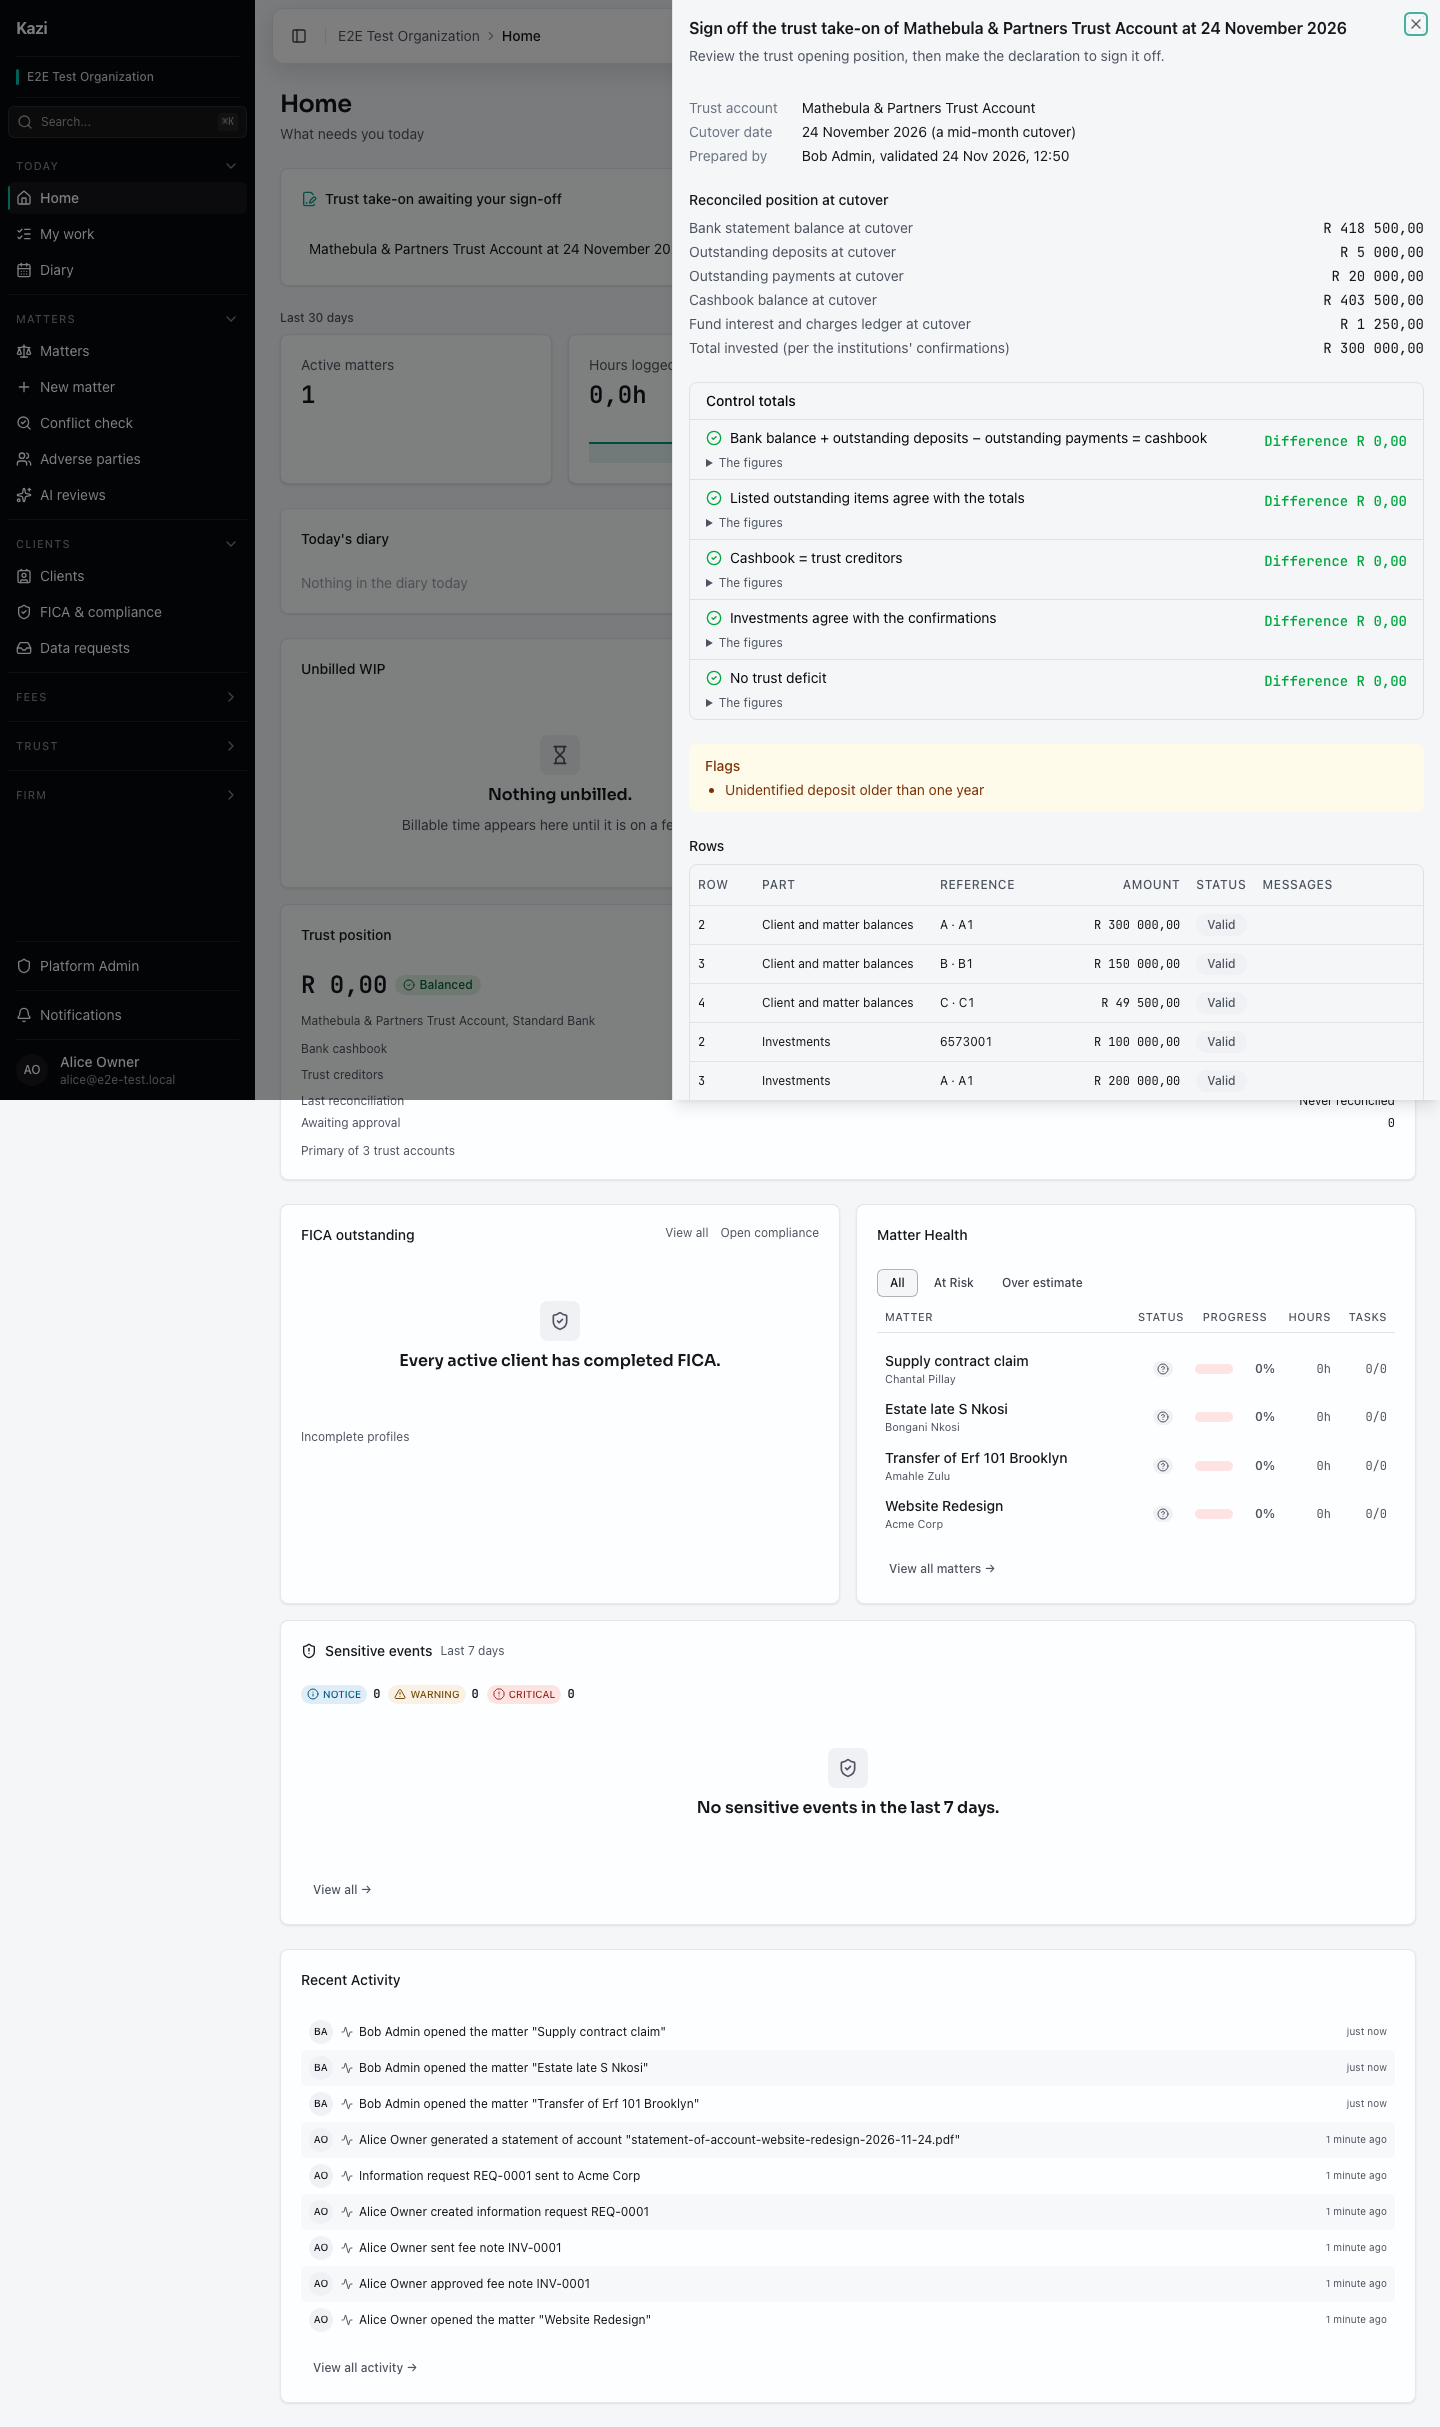 Kazi
E2E Test Organization
Search...
⌘K
TODAY
Home
My work
Diary
MATTERS
Matters
New matter
Conflict check
Adverse parties
AI reviews
CLIENTS
Clients
FICA & compliance
Data requests
FEES
TRUST
FIRM
Platform Admin
Notifications
AO
Alice Owner
alice@e2e-test.local
E2E Test Organization > Home
Home
What needs you today
Trust take-on awaiting your sign-off
Mathebula & Partners Trust Account at 24 November 20
Last 30 days
Active matters
1
Hours logged
0,0h
Today's diary
Nothing in the diary today
Unbilled WIP
Nothing unbilled.
Billable time appears here until it is on a fe
Trust position
R 0,00 Balanced
Mathebula & Partners Trust Account, Standard Bank
Bank cashbook
Trust creditors
Last reconciliation Never reconciled
Awaiting approval 0
Primary of 3 trust accounts
Sign off the trust take-on of Mathebula & Partners Trust Account at 24 November 2026
Review the trust opening position, then make the declaration to sign it off.
Trust account Mathebula & Partners Trust Account
Cutover date 24 November 2026 (a mid-month cutover)
Prepared by Bob Admin, validated 24 Nov 2026, 12:50
Reconciled position at cutover
Bank statement balance at cutover R 418 500,00
Outstanding deposits at cutover R 5 000,00
Outstanding payments at cutover R 20 000,00
Cashbook balance at cutover R 403 500,00
Fund interest and charges ledger at cutover R 1 250,00
Total invested (per the institutions' confirmations) R 300 000,00
Control totals
Bank balance + outstanding deposits − outstanding payments = cashbook Difference R 0,00
The figures
Listed outstanding items agree with the totals Difference R 0,00
The figures
Cashbook = trust creditors Difference R 0,00
The figures
Investments agree with the confirmations Difference R 0,00
The figures
No trust deficit Difference R 0,00
The figures
Flags
• Unidentified deposit older than one year
Rows
ROW PART REFERENCE AMOUNT STATUS MESSAGES
2 Client and matter balances A · A1 R 300 000,00 Valid
3 Client and matter balances B · B1 R 150 000,00 Valid
4 Client and matter balances C · C1 R 49 500,00 Valid
2 Investments 6573001 R 100 000,00 Valid
3 Investments A · A1 R 200 000,00 Valid
FICA outstanding
View all Open compliance
Every active client has completed FICA.
Incomplete profiles
Matter Health
All At Risk Over estimate
MATTER STATUS PROGRESS HOURS TASKS
Supply contract claim
Chantal Pillay
0% 0h 0/0
Estate late S Nkosi
Bongani Nkosi
0% 0h 0/0
Transfer of Erf 101 Brooklyn
Amahle Zulu
0% 0h 0/0
Website Redesign
Acme Corp
0% 0h 0/0
View all matters →
Sensitive events Last 7 days
NOTICE 0 WARNING 0 CRITICAL 0
No sensitive events in the last 7 days.
View all →
Recent Activity
BA Bob Admin opened the matter "Supply contract claim" just now
BA Bob Admin opened the matter "Estate late S Nkosi" just now
BA Bob Admin opened the matter "Transfer of Erf 101 Brooklyn" just now
AO Alice Owner generated a statement of account "statement-of-account-website-redesign-2026-11-24.pdf" 1 minute ago
AO Information request REQ-0001 sent to Acme Corp 1 minute ago
AO Alice Owner created information request REQ-0001 1 minute ago
AO Alice Owner sent fee note INV-0001 1 minute ago
AO Alice Owner approved fee note INV-0001 1 minute ago
AO Alice Owner opened the matter "Website Redesign" 1 minute ago
View all activity →